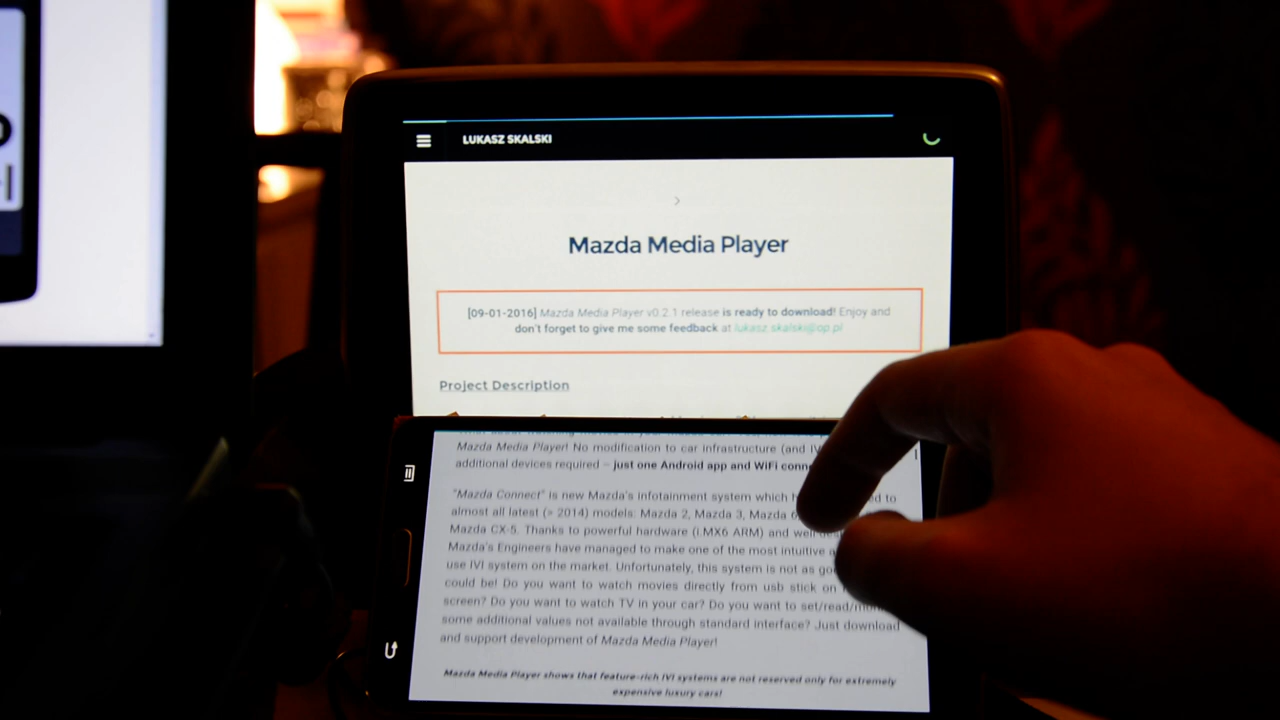 LUKASZ SKALSKI
Mazda Media Player
[09-01-2016] Mazda Media Player v0.2.1 release is ready to download! Enjoy and
don't forget to give me some feedback at lukasz.skalski@op.pl
Project Description
Mazda Media Player! No modification to car infrastructure (and
additional devices required – just one Android app and WiFi
"Mazda Connect" is new Mazda's infotainment system which to
almost all latest (> 2014) models: Mazda 2, Mazda 3, Mazda
Mazda CX-5. Thanks to powerful hardware (i.MX6 ARM) and
Mazda's Engineers have managed to make one of the most intuitive
use IVI system on the market. Unfortunately, this system is not as
could be! Do you want to watch movies directly from usb stick on
screen? Do you want to watch TV in your car? Do you want to
some additional values not available through standard interface? Just download
and support development of Mazda Media Player!
Mazda Media Player shows that feature-rich IVI systems are not reserved only for extremely
expensive luxury cars!